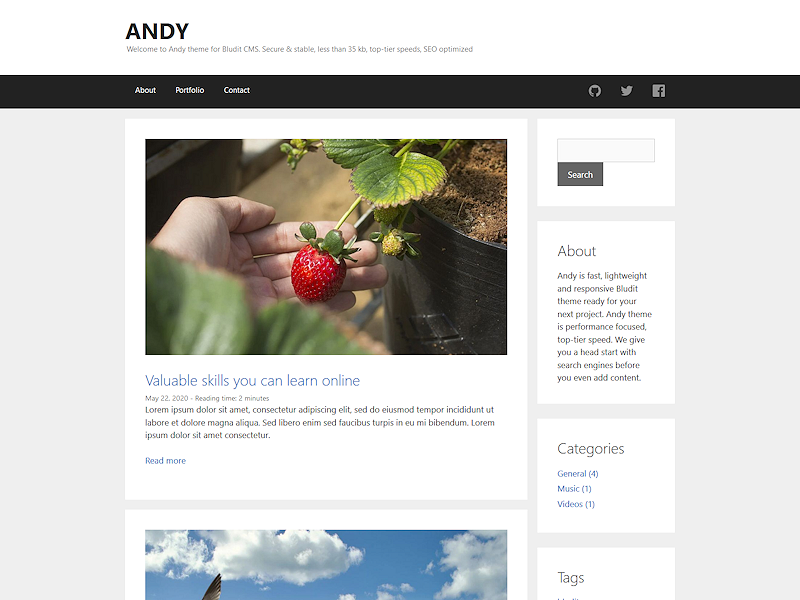 ANDY
Welcome to Andy theme for Bludit CMS. Secure & stable, less than 35 kb, top-tier speeds, SEO optimized
About
Portfolio
Contact
Valuable skills you can learn online
May 22, 2020 - Reading time: 2 minutes
Lorem ipsum dolor sit amet, consectetur adipiscing elit, sed do eiusmod tempor incididunt ut
labore et dolore magna aliqua. Sed libero enim sed faucibus turpis in eu mi bibendum. Lorem
ipsum dolor sit amet consectetur.
Read more
Search
About
Andy is fast, lightweight
and responsive Bludit
theme ready for your
next project. Andy theme
is performance focused,
top-tier speed. We give
you a head start with
search engines before
you even add content.
Categories
General (4)
Music (1)
Videos (1)
Tags